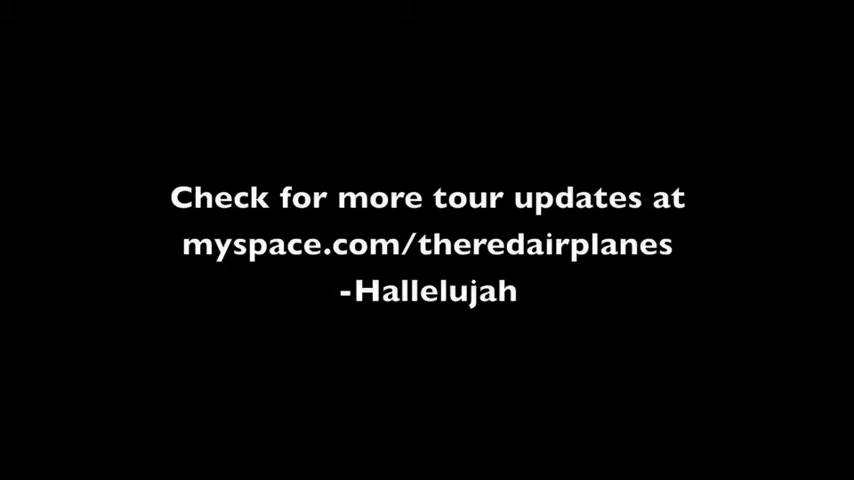 Check for more tour updates at
myspace.com/theredairplanes
-Hallelujah